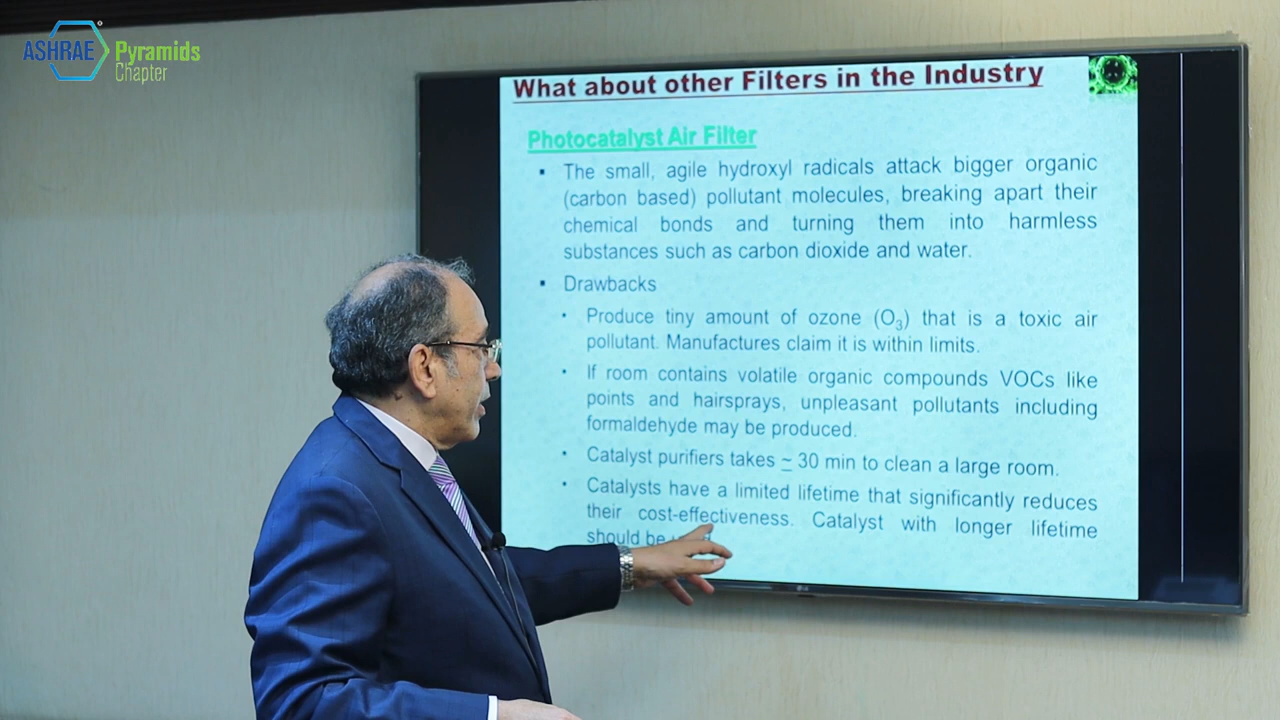 ASHRAE Pyramids
Chapter
What about other Filters in the Industry
Photocatalyst Air Filter
▪ The small, agile hydroxyl radicals attack bigger organic
(carbon based) pollutant molecules, breaking apart their
chemical bonds and turning them into harmless
substances such as carbon dioxide and water.
▪ Drawbacks
▪ Produce tiny amount of ozone (O₃) that is a toxic air
pollutant. Manufactures claim it is within limits.
▪ If room contains volatile organic compounds VOCs like
points and hairsprays, unpleasant pollutants including
formaldehyde may be produced.
▪ Catalyst purifiers takes ~ 30 min to clean a large room.
▪ Catalysts have a limited lifetime that significantly reduces
their cost-effectiveness. Catalyst with longer lifetime
should be
LG